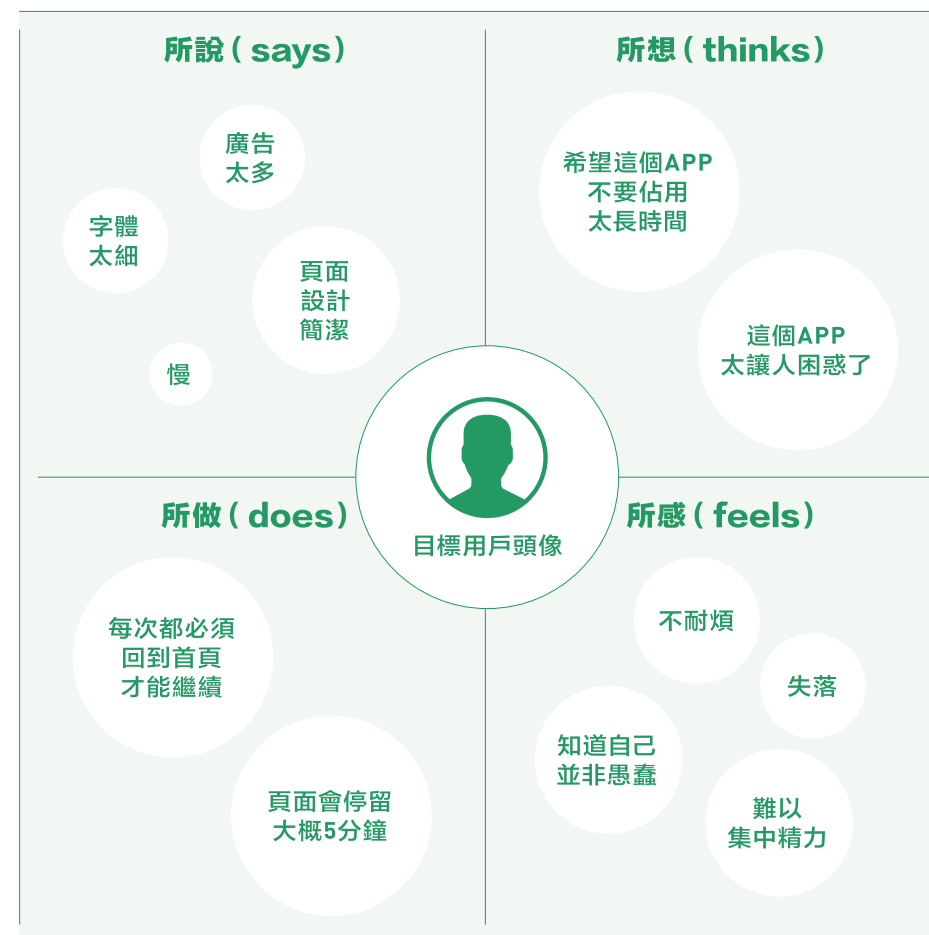 所說(says)
廣告
太多
字體
太細
頁面
設計
簡潔
慢
所想(thinks)
希望這個APP
不要佔用
太長時間
這個APP
太讓人困惑了
目標用戶頭像
所做(does)
每次都必須
回到首頁
才能繼續
頁面會停留
大概5分鐘
所感(feels)
不耐煩
失落
知道自己
並非愚蠢
難以
集中精力